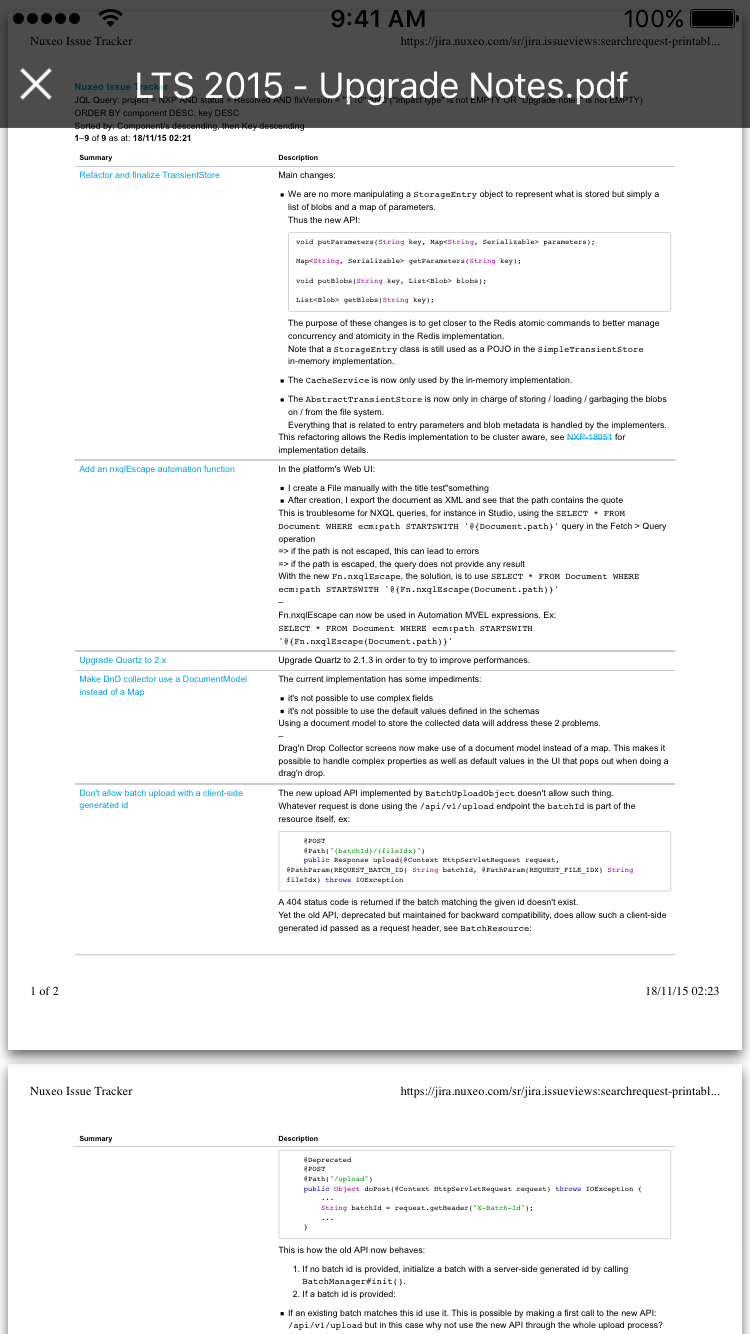 9:41 AM
100%
Nuxeo Issue Tracker
https://jira.nuxeo.com/sr/jira.issueviews:searchrequest-printabl...
LTS 2015 - Upgrade Notes.pdf
Nuxeo Issue Tracker
JQL Query: project = NXP AND status = Resolved AND fixVersion = "7.10" AND ("Impact type" is not EMPTY OR "Upgrade notes" is not EMPTY)
ORDER BY component DESC, key DESC
Sorted by: Component/s descending, then Key descending
1–9 of 9 as at: 18/11/15 02:21
Summary Description
Refactor and finalize TransientStore
Main changes:
▪ We are no more manipulating a StorageEntry object to represent what is stored but simply a
list of blobs and a map of parameters.
Thus the new API:
void putParameters(String key, Map<String, Serializable> parameters);
Map<String, Serializable> getParameters(String key);
void putBlobs(String key, List<Blob> blobs);
List<Blob> getBlobs(String key);
The purpose of these changes is to get closer to the Redis atomic commands to better manage
concurrency and atomicity in the Redis implementation.
Note that a StorageEntry class is still used as a POJO in the SimpleTransientStore
in-memory implementation.
▪ The CacheService is now only used by the in-memory implementation.
▪ The AbstractTransientStore is now only in charge of storing / loading / garbaging the blobs
on / from the file system.
Everything that is related to entry parameters and blob metadata is handled by the implementers.
This refactoring allows the Redis implementation to be cluster aware, see NXP-18051 for
implementation details.
Add an nxqlEscape automation function
In the platform's Web UI:
▪ I create a File manually with the title test"something
▪ After creation, I export the document as XML and see that the path contains the quote
This is troublesome for NXQL queries, for instance in Studio, using the SELECT * FROM
Document WHERE ecm:path STARTSWITH '@{Document.path}' query in the Fetch > Query
operation
=> if the path is not escaped, this can lead to errors
=> if the path is escaped, the query does not provide any result
With the new Fn.nxqlEscape, the solution, is to use SELECT * FROM Document WHERE
ecm:path STARTSWITH '@{Fn.nxqlEscape(Document.path)}'
–
Fn.nxqlEscape can now be used in Automation MVEL expressions. Ex:
SELECT * FROM Document WHERE ecm:path STARTSWITH
'@{Fn.nxqlEscape(Document.path)}'
Upgrade Quartz to 2.x
Upgrade Quartz to 2.1.3 in order to try to improve performances.
Make DnD collector use a DocumentModel
instead of a Map
The current implementation has some impediments:
▪ it's not possible to use complex fields
▪ it's not possible to use the default values defined in the schemas
Using a document model to store the collected data will address these 2 problems.
–
Drag'n Drop Collector screens now make use of a document model instead of a map. This makes it
possible to handle complex properties as well as default values in the UI that pops out when doing a
drag'n drop.
Don't allow batch upload with a client-side
generated id
The new upload API implemented by BatchUploadObject doesn't allow such thing.
Whatever request is done using the /api/v1/upload endpoint the batchId is part of the
resource itself, ex:
@POST
@Path("{batchId}/{fileIdx}")
public Response upload(@Context HttpServletRequest request,
@PathParam(REQUEST_BATCH_ID) String batchId, @PathParam(REQUEST_FILE_IDX) String
fileIdx) throws IOException
A 404 status code is returned if the batch matching the given id doesn't exist.
Yet the old API, deprecated but maintained for backward compatibility, does allow such a client-side
generated id passed as a request header, see BatchResource:
1 of 2
18/11/15 02:23
Nuxeo Issue Tracker
https://jira.nuxeo.com/sr/jira.issueviews:searchrequest-printabl...
Summary Description
@Deprecated
@POST
@Path("/upload")
public Object doPost(@Context HttpServletRequest request) throws IOException {
...
String batchId = request.getHeader("X-Batch-Id");
...
}
This is how the old API now behaves:
1. If no batch id is provided, initialize a batch with a server-side generated id by calling
BatchManager#init().
2. If a batch id is provided:
▪ If an existing batch matches this id use it. This is possible by making a first call to the new API:
/api/v1/upload but in this case why not use the new API through the whole upload process?